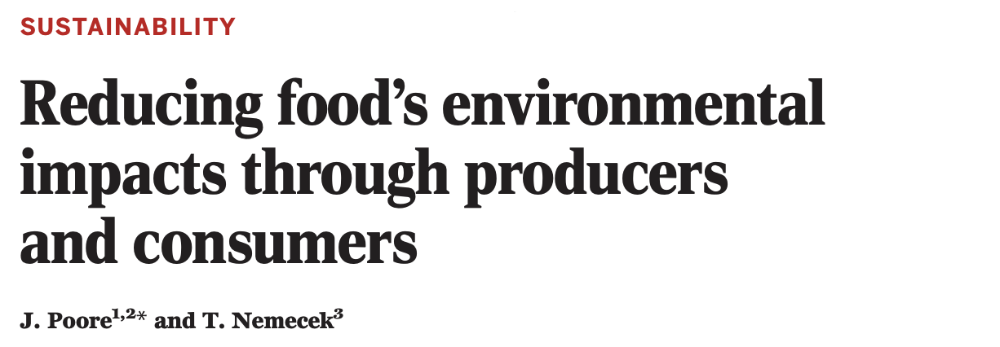 SUSTAINABILITY
Reducing food’s environmental
impacts through producers
and consumers
J. Poore1,2* and T. Nemecek3